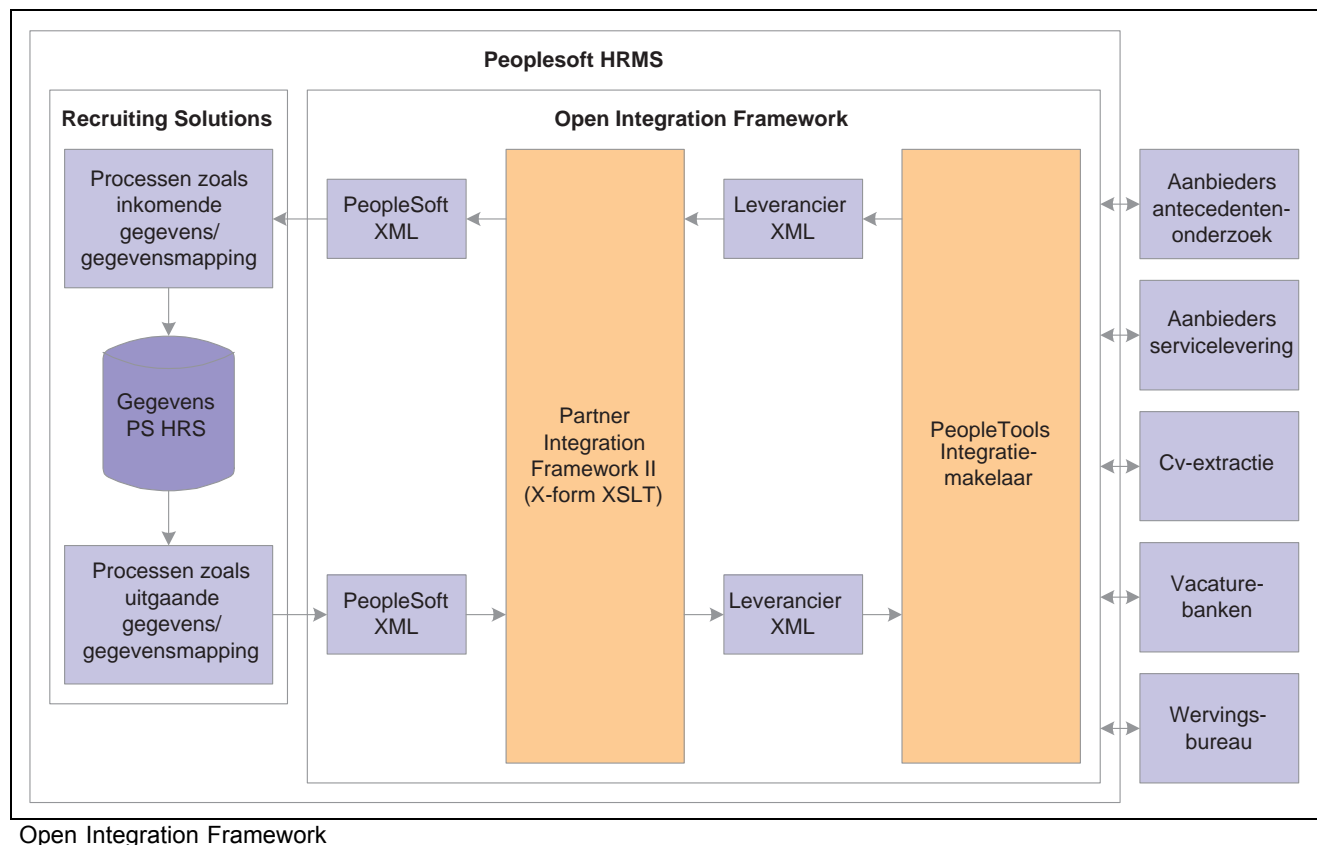 Peoplesoft HRMS
Recruiting Solutions
Open Integration Framework
Processen zoals
inkomende
gegevens/
gegevensmapping
PeopleSoft
XML
Leverancier
XML
Aanbieders
antecedenten-
onderzoek
Aanbieders
servicelevering
Gegevens
PS HRS
Partner
Integration
Framework II
(X-form XSLT)
PeopleTools
Integratie-
makelaar
Cv-extractie
Processen zoals
uitgaande
gegevens/
gegevensmapping
PeopleSoft
XML
Leverancier
XML
Vacature-
banken
Wervings-
bureau
Open Integration Framework